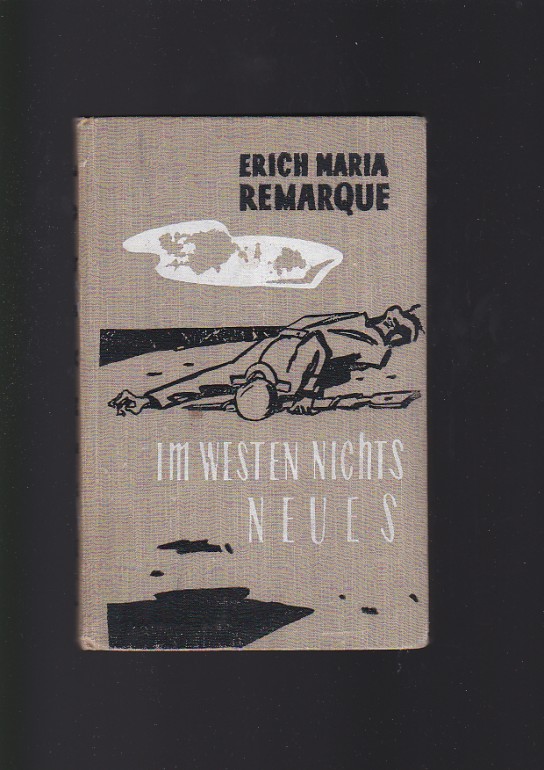 ERICH MARIA
REMARQUE
IM WESTEN NICHTS
NEUES